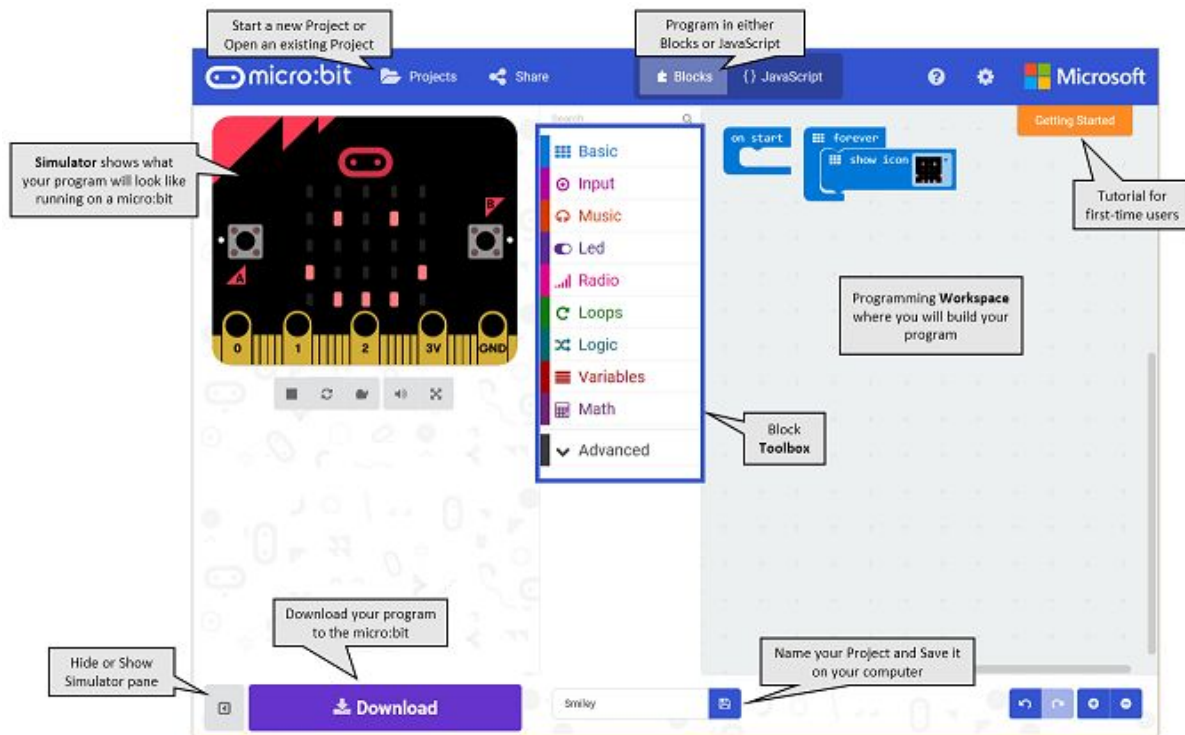 Start a new Project or
Open an existing Project
Program in either
Blocks or JavaScript
micro:bit
Projects
Share
Blocks
{} JavaScript
?
Microsoft
Search
Getting Started
Simulator shows what
your program will look like
running on a micro:bit
B
A
0
1
2
3V
GND
Basic
Input
Music
Led
Radio
Loops
Logic
Variables
Math
Advanced
on start
forever
show icon
Tutorial for
first-time users
Programming Workspace
where you will build your
program
Block
Toolbox
Download your program
to the micro:bit
Hide or Show
Simulator pane
Name your Project and Save it
on your computer
Download
Smiley